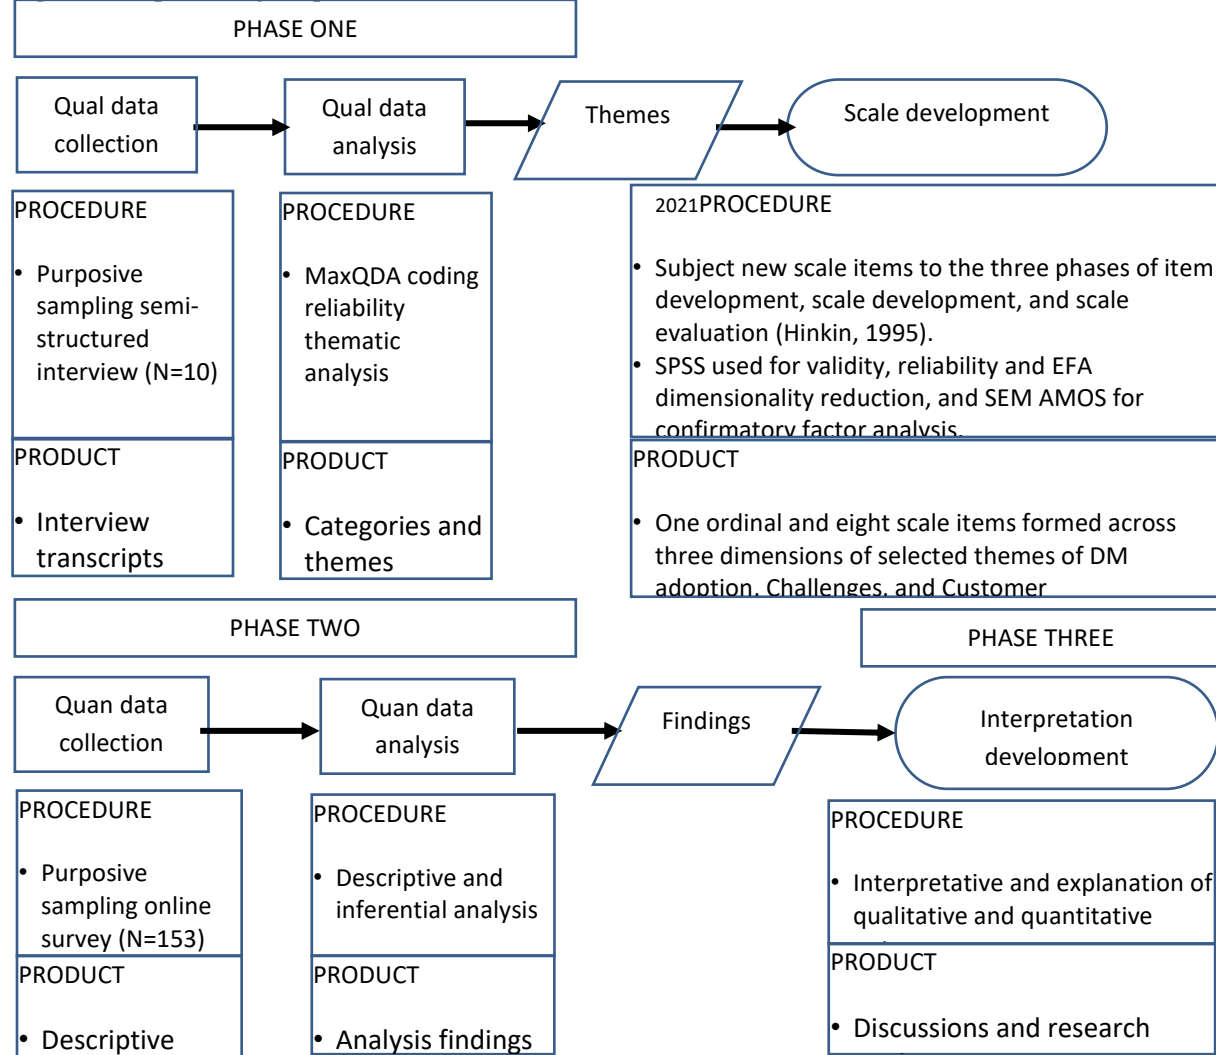 PHASE ONE
Qual data
collection
Qual data
analysis
Themes
Scale development
PROCEDURE
• Purposive
sampling semi-
structured
interview (N=10)
PROCEDURE
• MaxQDA coding
reliability
thematic
analysis
2021PROCEDURE
• Subject new scale items to the three phases of item
development, scale development, and scale
evaluation (Hinkin, 1995).
• SPSS used for validity, reliability and EFA
dimensionality reduction, and SEM AMOS for
confirmatory factor analysis.
PRODUCT
• Interview
transcripts
PRODUCT
• Categories and
themes
PRODUCT
• One ordinal and eight scale items formed across
three dimensions of selected themes of DM
adoption, Challenges, and Customer
PHASE TWO
PHASE THREE
Quan data
collection
Quan data
analysis
Findings
Interpretation
development
PROCEDURE
• Purposive
sampling online
survey (N=153)
PROCEDURE
• Descriptive and
inferential analysis
PROCEDURE
• Interpretative and explanation of
qualitative and quantitative
PRODUCT
• Descriptive
PRODUCT
• Analysis findings
PRODUCT
• Discussions and research